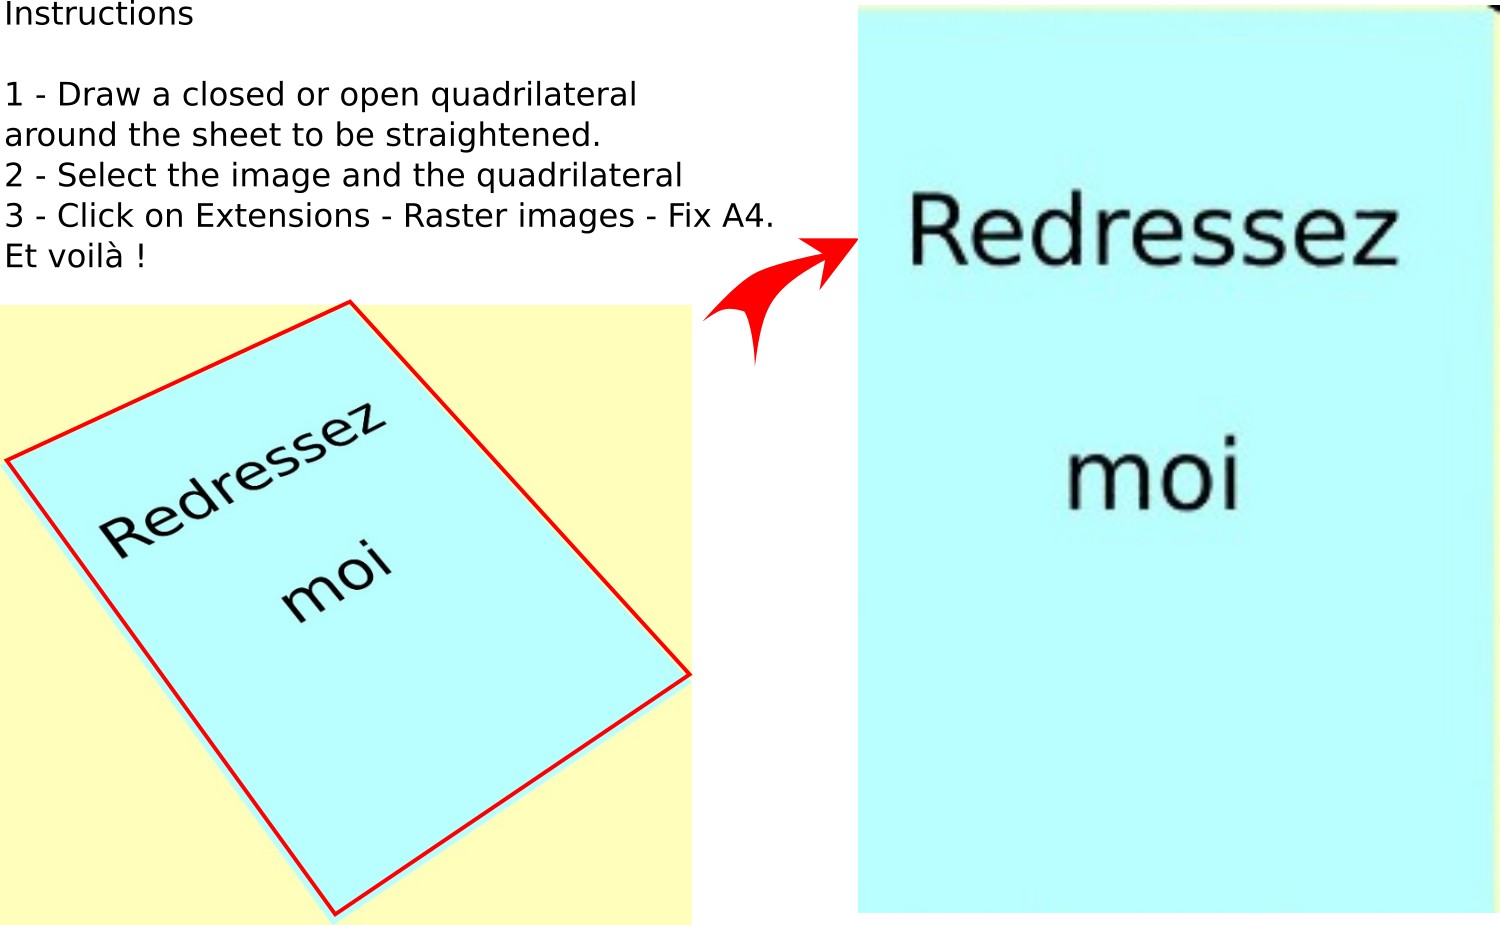 Instructions
1 - Draw a closed or open quadrilateral
around the sheet to be straightened.
2 - Select the image and the quadrilateral
3 - Click on Extensions - Raster images - Fix A4.
Et voilà !
Redressez
moi
Redressez
moi